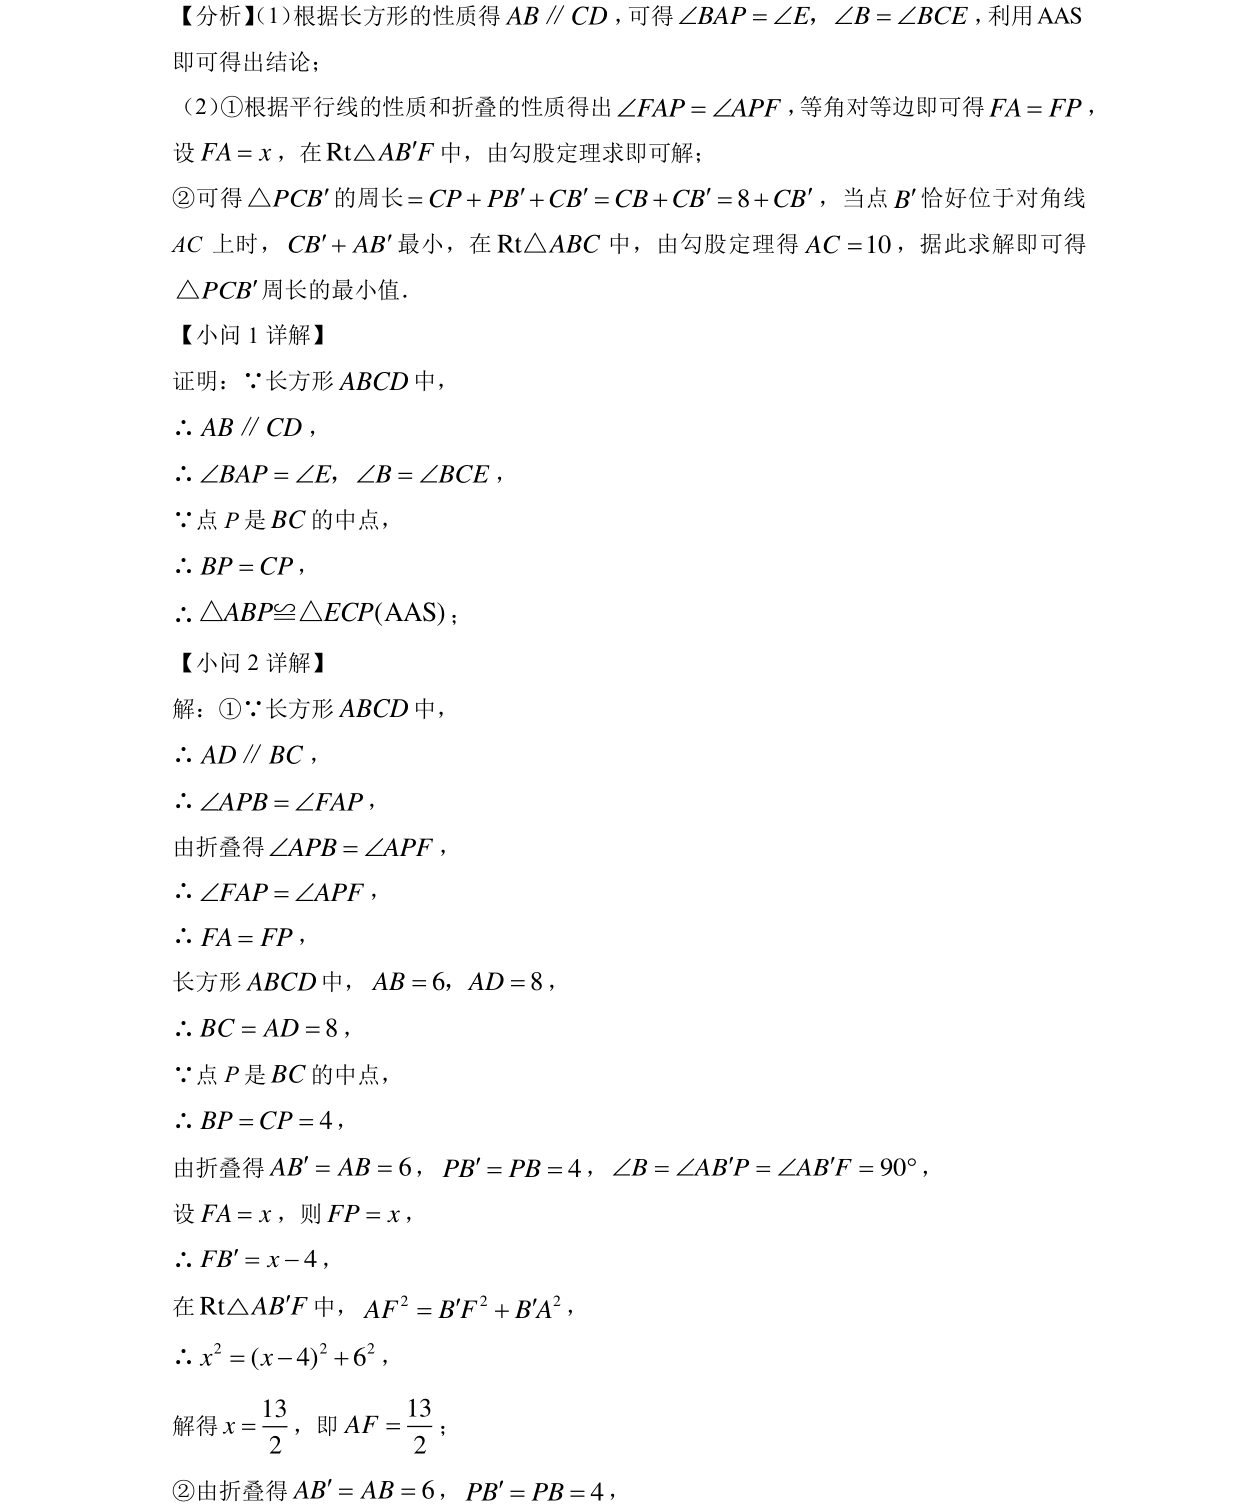 【分析】（1）根据长方形的性质得 AB∥CD，可得∠BAP=∠E，∠B=∠BCE，利用AAS
即可得出结论；
（2）①根据平行线的性质和折叠的性质得出∠FAP=∠APF，等角对等边即可得FA=FP，
设FA=x，在Rt△AB′F中，由勾股定理求即可解；
②可得△PCB′的周长=CP+PB′+CB′=CB+CB′=8+CB′，当点B′恰好位于对角线
AC 上时，CB′+AB′最小，在Rt△ABC 中，由勾股定理得AC=10，据此求解即可得
△PCB′周长的最小值．
【小问 1 详解】
证明：∵长方形ABCD中，
∴AB∥CD，
∴∠BAP=∠E，∠B=∠BCE，
∵点 P 是BC的中点，
∴BP=CP，
∴△ABP≌△ECP(AAS)；
【小问 2 详解】
解：①∵长方形ABCD中，
∴AD∥BC，
∴∠APB=∠FAP，
由折叠得∠APB=∠APF，
∴∠FAP=∠APF，
∴FA=FP，
长方形ABCD中，AB=6，AD=8，
∴BC=AD=8，
∵点 P 是BC的中点，
∴BP=CP=4，
由折叠得AB′=AB=6，PB′=PB=4，∠B=∠AB′P=∠AB′F=90°，
设FA=x，则FP=x，
∴FB′=x−4，
在Rt△AB′F中，AF²=B′F²+B′A²，
∴x²=(x−4)²+6²，
解得x=13/2，即AF=13/2；
②由折叠得AB′=AB=6，PB′=PB=4，